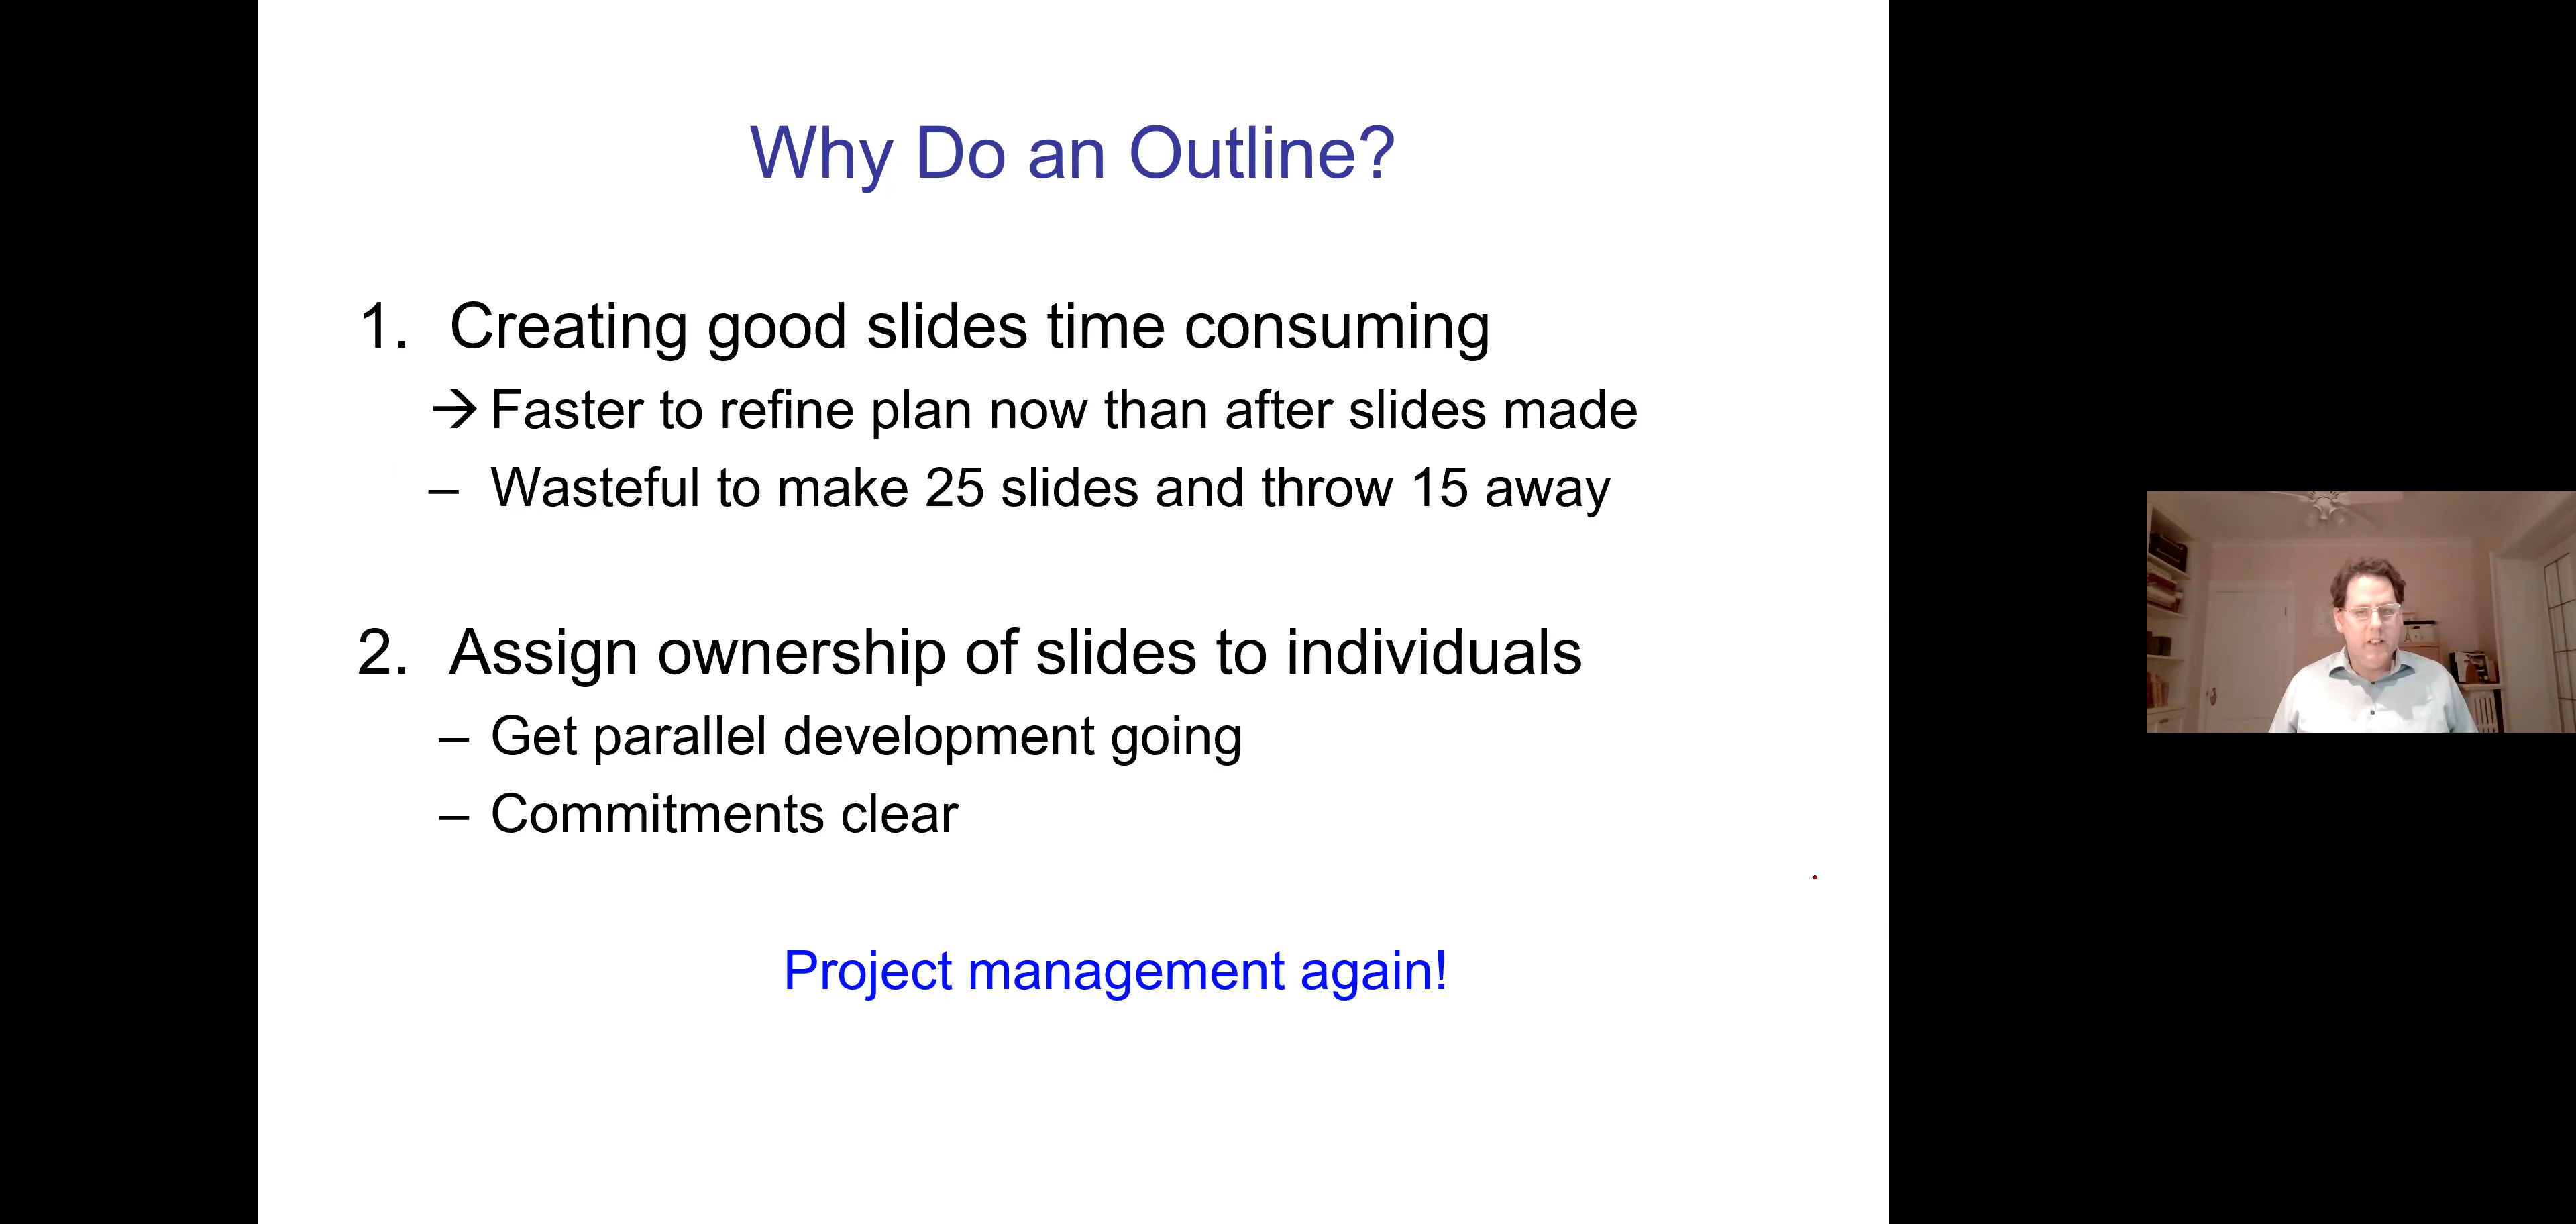 Why Do an Outline?
1. Creating good slides time consuming
→ Faster to refine plan now than after slides made
– Wasteful to make 25 slides and throw 15 away
2. Assign ownership of slides to individuals
– Get parallel development going
– Commitments clear
Project management again!